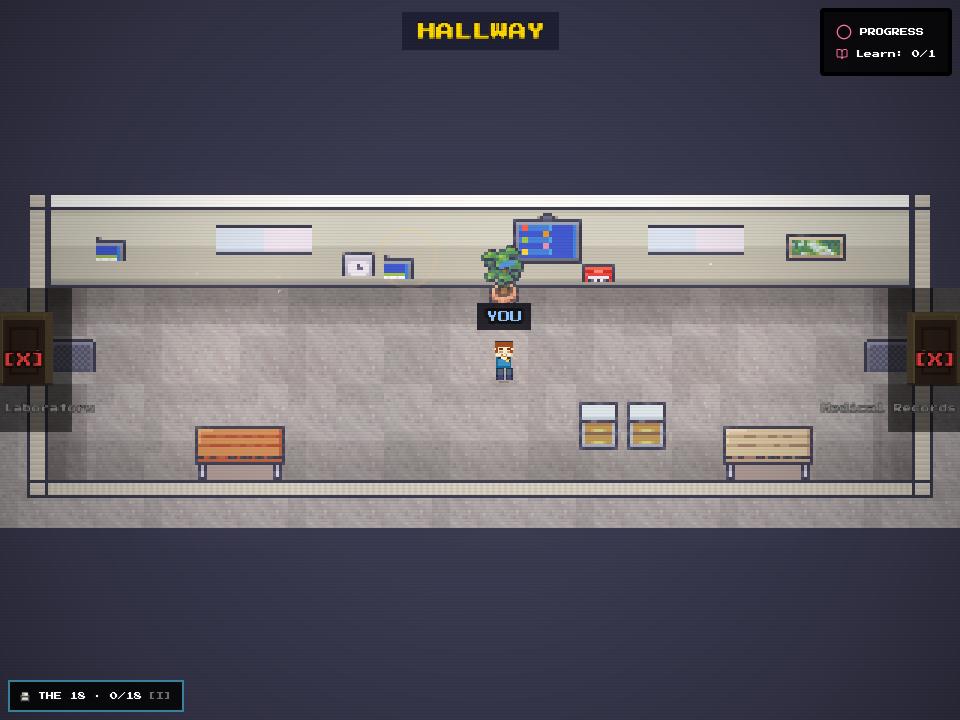 HALLWAY
PROGRESS
Learn: 0/1
YOU
[X]
[X]
Laboratory
Medical Records
THE 18 · 0/18 [I]